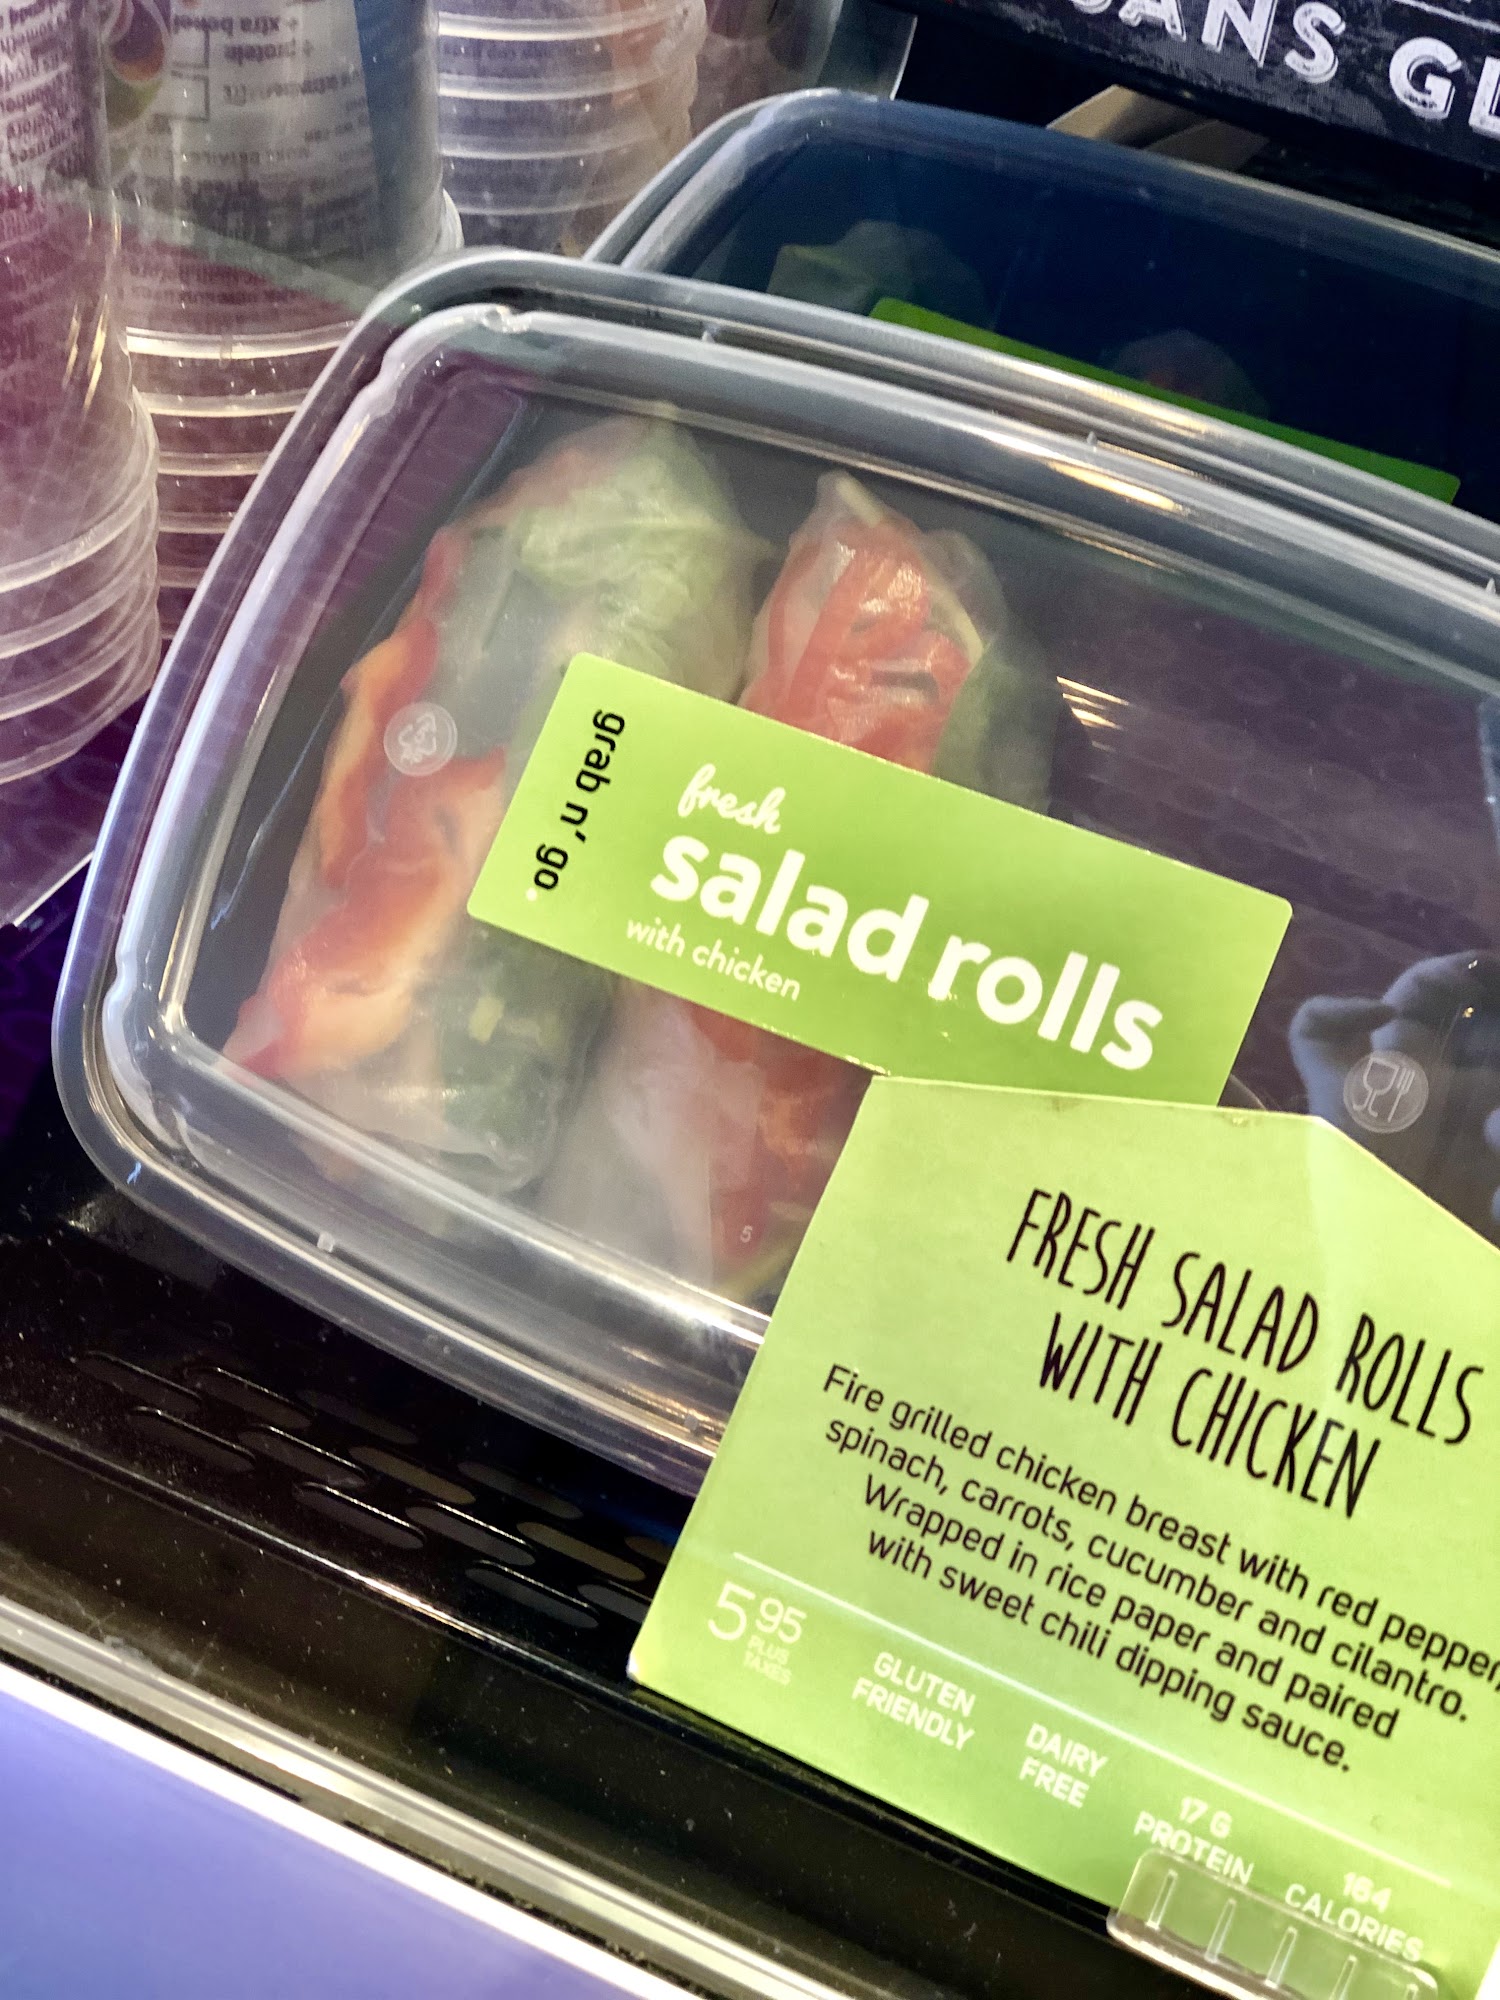 ANS G
grab n' go.
fresh
salad rolls
with chicken
5
FRESH SALAD ROLLS
WITH CHICKEN
Fire grilled chicken breast with red pepper,
spinach, carrots, cucumber and cilantro.
Wrapped in rice paper and paired
with sweet chili dipping sauce.
5 95
PLUS
TAXES
GLUTEN
FRIENDLY
DAIRY
FREE
17 G
PROTEIN
164
CALORIES